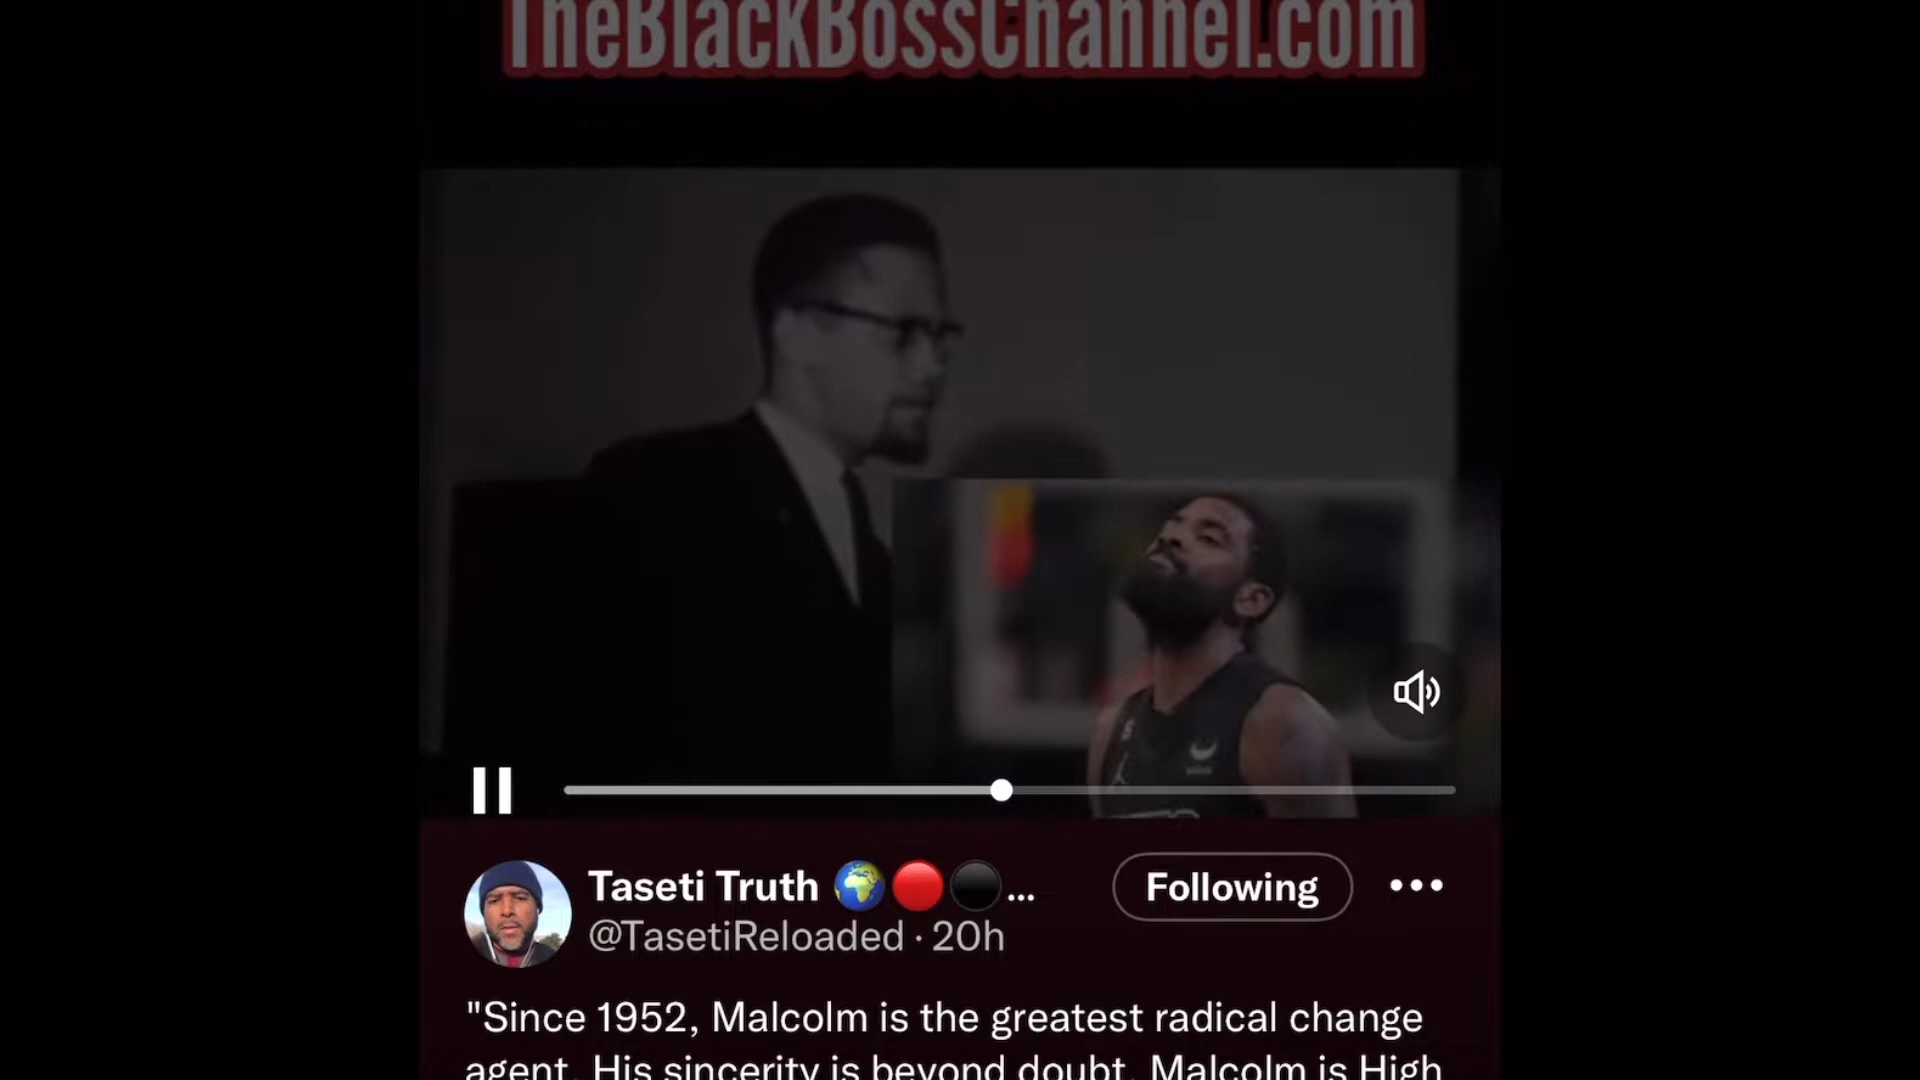 TheBlackBossChannel.com
Taseti Truth 🌍🔴⚫...
Following
@TasetiReloaded · 20h
"Since 1952, Malcolm is the greatest radical change
agent. His sincerity is beyond doubt. Malcolm is High